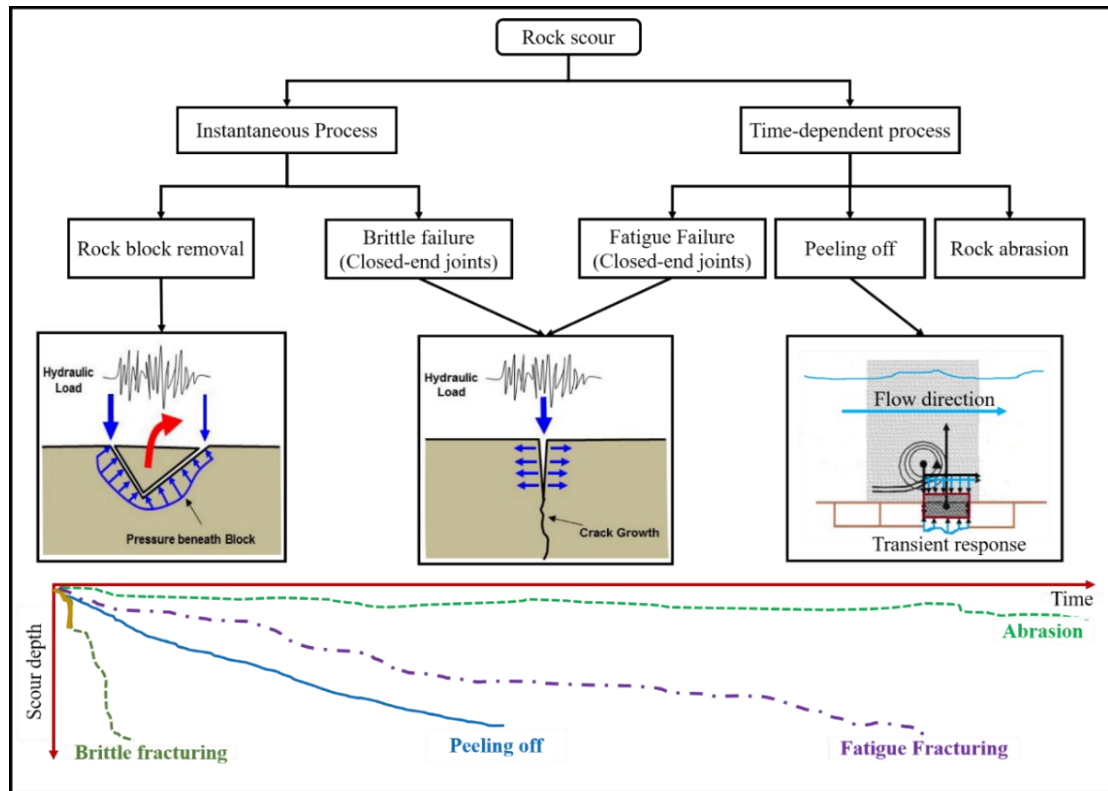 Rock scour
Instantaneous Process
Time-dependent process
Rock block removal
Brittle failure
(Closed-end joints)
Fatigue Failure
(Closed-end joints)
Peeling off
Rock abrasion
Hydraulic
Load
Pressure beneath Block
Hydraulic
Load
Crack Growth
Flow direction
Transient response
Time
Scour depth
Abrasion
Brittle fracturing
Peeling off
Fatigue Fracturing